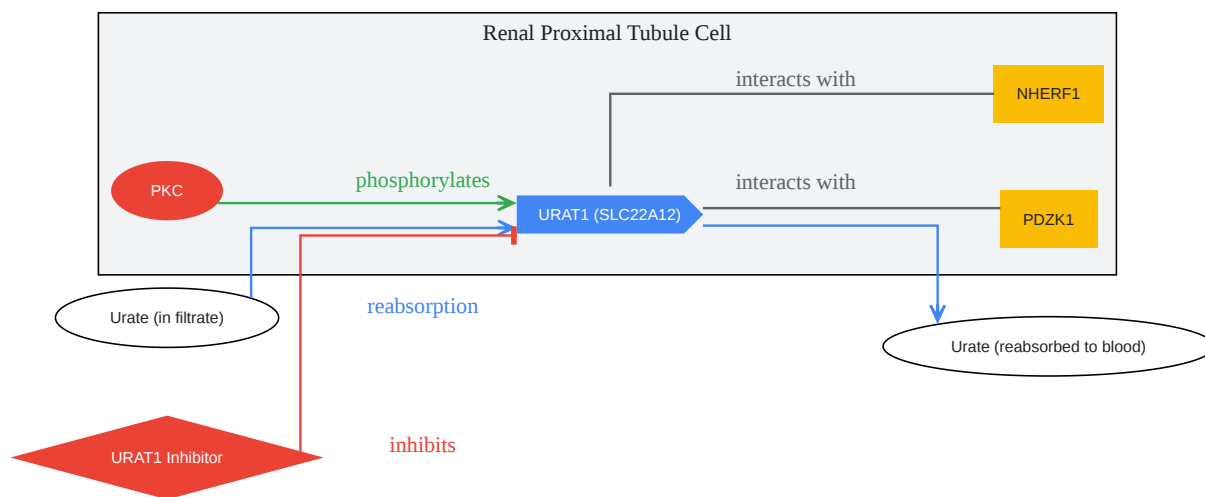 Renal Proximal Tubule Cell
interacts with
NHERF1
PKC
phosphorylates
interacts with
URAT1 (SLC22A12)
PDZK1
Urate (in filtrate)
reabsorption
Urate (reabsorbed to blood)
inhibits
URAT1 Inhibitor